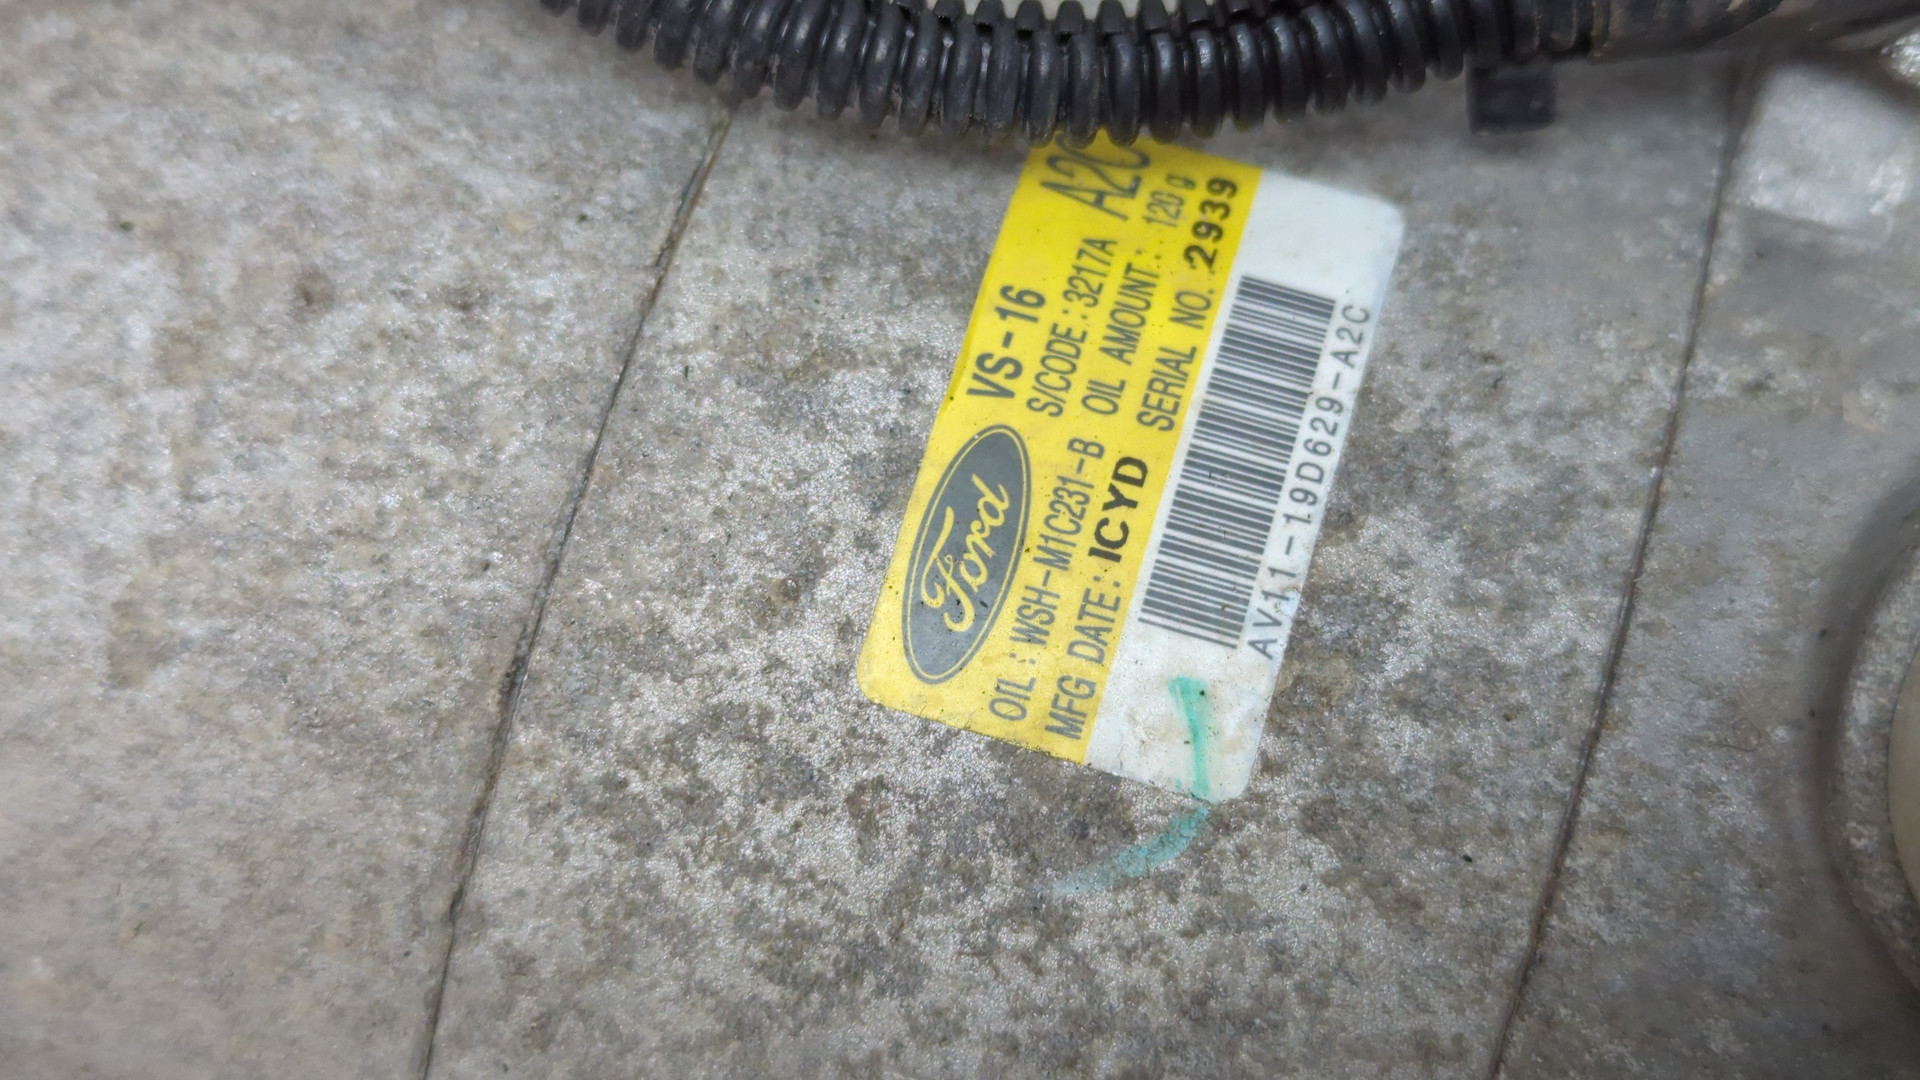 Ford
VS-16 A2C
S/CODE: 3217A
OIL: WSH-M1C231-B OIL AMOUNT: 120 g
MFG DATE: ICYD SERIAL NO. 2939
AV11-19D629-A2C